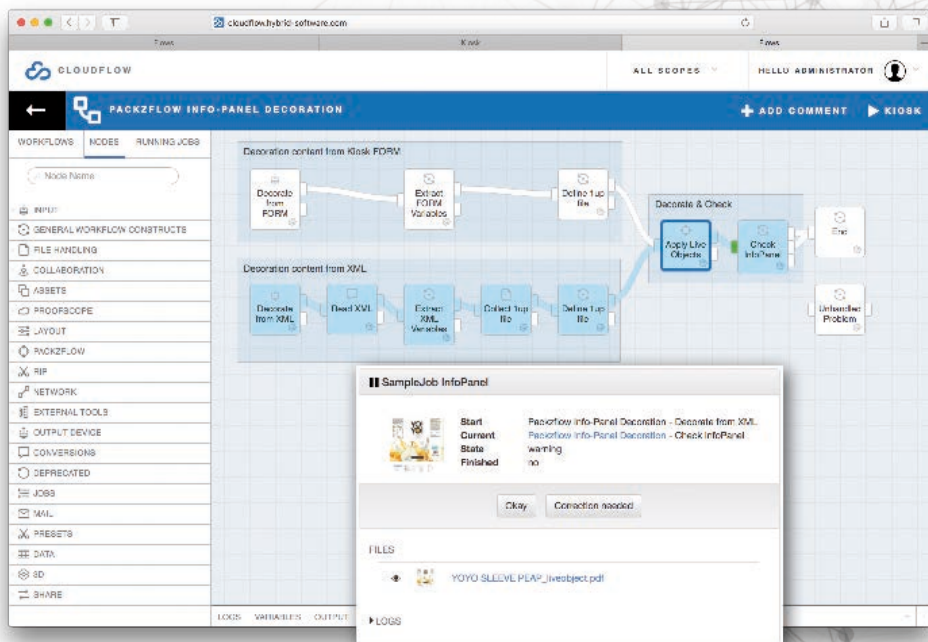 cloudflow.hybrid-software.com
Flows
Kiosk
Flows
CLOUDFLOW
ALL SCOPES
HELLO ADMINISTRATOR
PACKZFLOW INFO-PANEL DECORATION
ADD COMMENT
KIOSK
WORKFLOWS
NODES
RUNNING JOBS
Node Name
INPUT
GENERAL WORKFLOW CONSTRUCTS
FILE HANDLING
COLLABORATION
ASSETS
PROOFSCOPE
LAYOUT
PACKZFLOW
RIP
NETWORK
EXTERNAL TOOLS
OUTPUT DEVICE
CONVERSIONS
DEPRECATED
JOBS
MAIL
PRESETS
DATA
3D
SHARE
Decoration content from Kiosk FORM
Decorate
from
FORM
Extract
FORM
Variables
Define 1up
file
Decorate & Check
Apply Live
Objects
Check
InfoPanel
End
Unhandled
Problem
Decoration content from XML
Decorate
from XML
Read XML
Extract
XML
Variables
Collect 1up
file
Define 1up
file
SampleJob InfoPanel
Start Packzflow Info-Panel Decoration - Decorate from XML
Current Packzflow Info-Panel Decoration - Check InfoPanel
State warning
Finished no
Okay
Correction needed
FILES
YOYO SLEEVE PEAP_liveobject.pdf
LOGS
LOGS VARIABLES OUTPUT